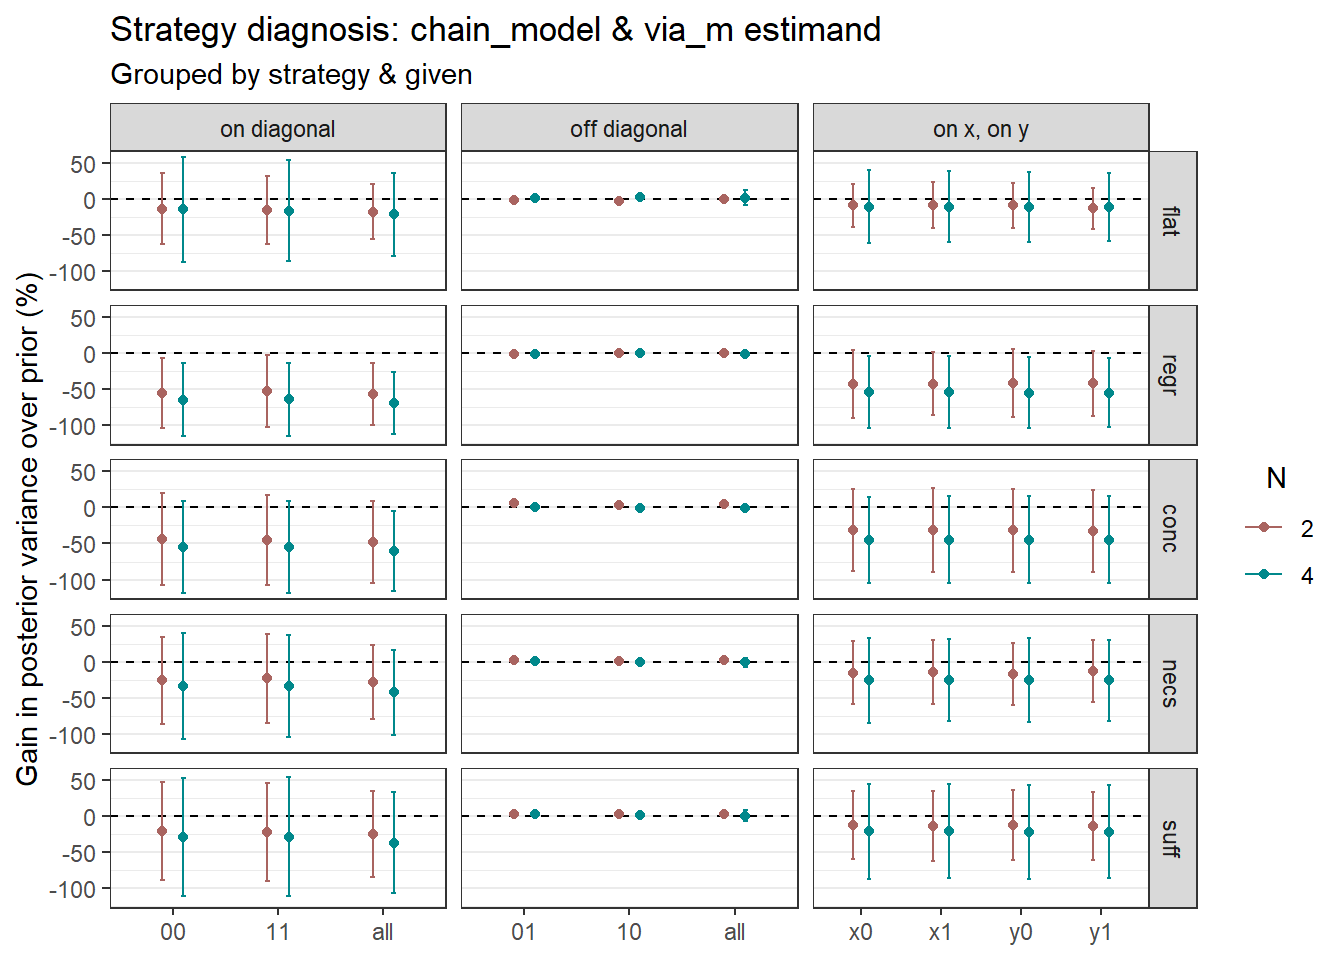 Strategy diagnosis: chain_model & via_m estimand
Grouped by strategy & given
on diagonal
off diagonal
on x, on y
Gain in posterior variance over prior (%)
50
0
-50
-100
flat
50
0
-50
-100
regr
50
0
-50
-100
conc
50
0
-50
-100
necs
50
0
-50
-100
suff
00 11 all
01 10 all
x0 x1 y0 y1
N
2
4